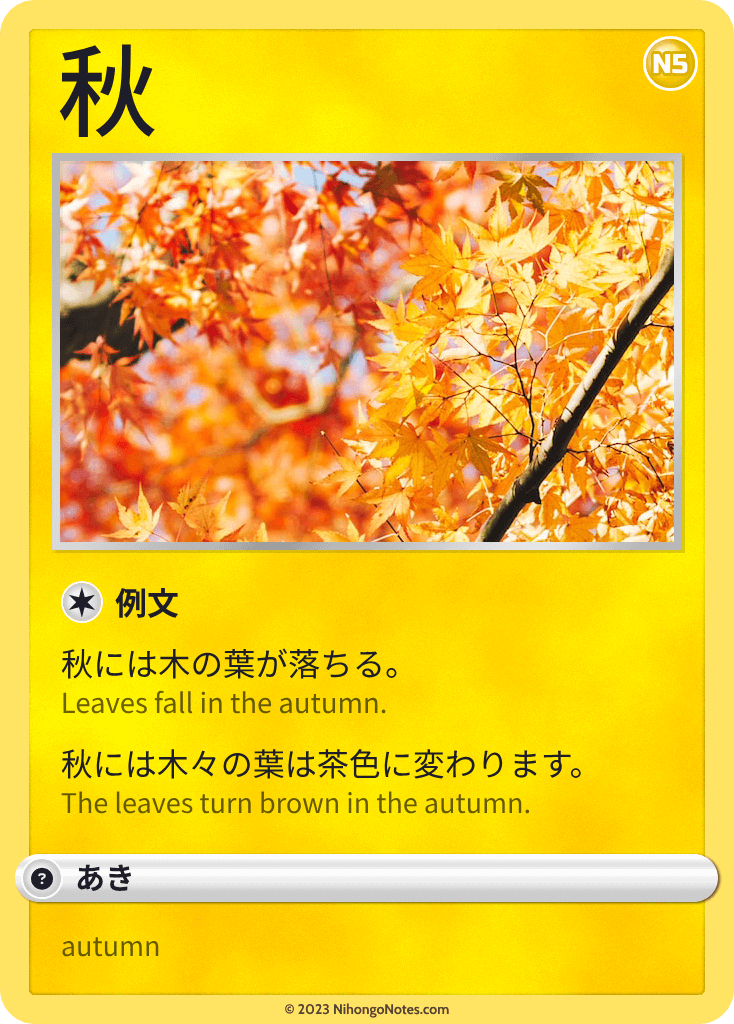 秋
N5
例文
秋には木の葉が落ちる。
Leaves fall in the autumn.
秋には木々の葉は茶色に変わります。
The leaves turn brown in the autumn.
? あき
autumn
© 2023 NihongoNotes.com